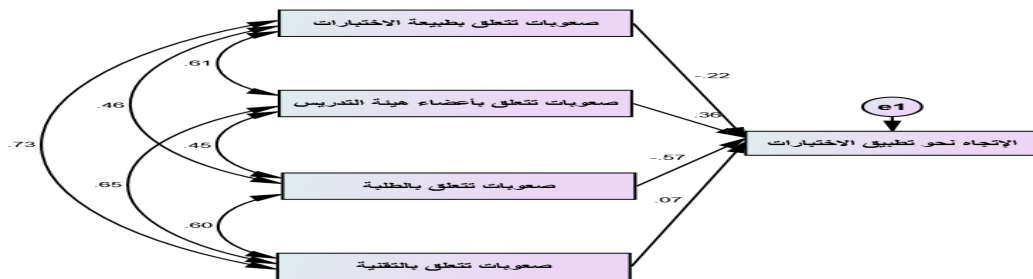 صعوبات تتعلق بطبيعة الاختبارات
.61
-.22
صعوبات تتعلق بأعضاء هيئة التدريس
.36
e1
.46
.73
.45
الإتجاه نحو تطبيق الاختبارات
-.57
.65
صعوبات تتعلق بالطلبة
.07
.60
صعوبات تتعلق بالتقنية